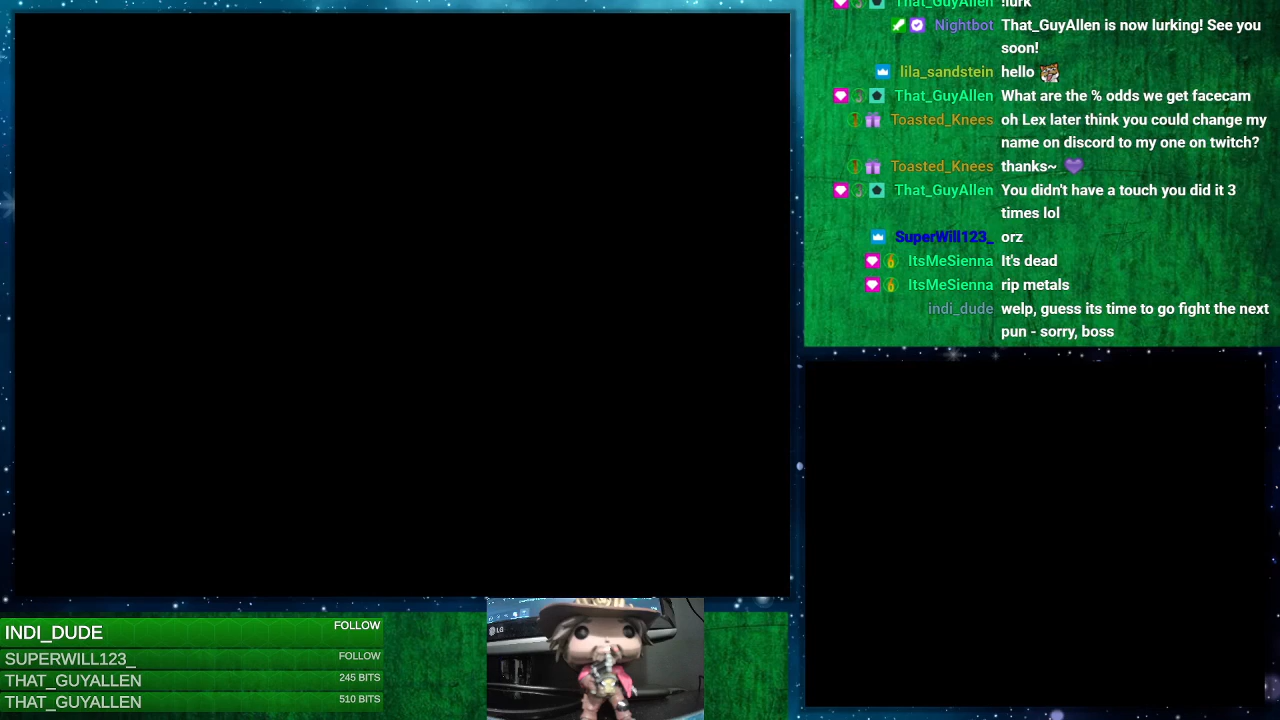 That_GuyAllen !lurk
Nightbot That_GuyAllen is now lurking! See you
soon!
lila_sandstein hello
That_GuyAllen What are the % odds we get facecam
Toasted_Knees oh Lex later think you could change my
name on discord to my one on twitch?
Toasted_Knees thanks~
That_GuyAllen You didn't have a touch you did it 3
times lol
SuperWill123_ orz
ItsMeSienna It's dead
ItsMeSienna rip metals
indi_dude welp, guess its time to go fight the next
pun - sorry, boss
INDI_DUDE FOLLOW
SUPERWILL123_ FOLLOW
THAT_GUYALLEN 245 BITS
THAT_GUYALLEN 510 BITS
LG